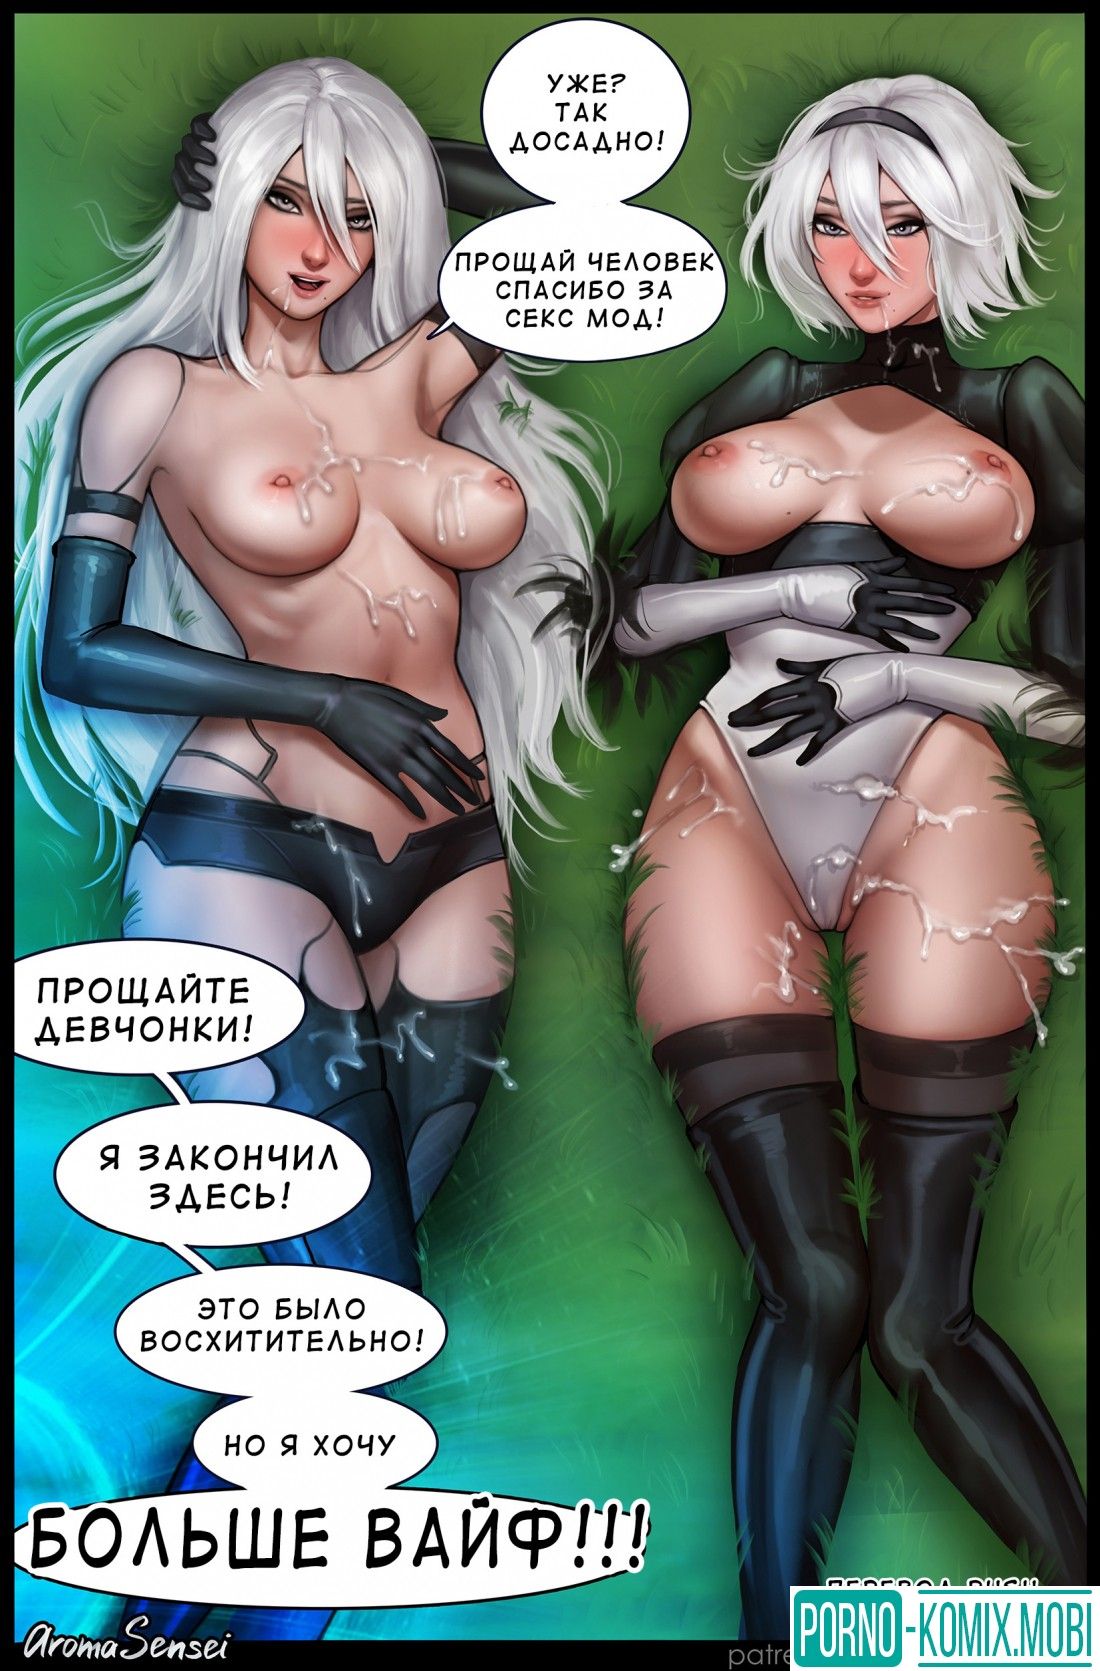 УЖЕ?
ТАК
ДОСАДНО!
ПРОЩАЙ ЧЕЛОВЕК
СПАСИБО ЗА
СЕКС МОД!
ПРОЩАЙТЕ
ДЕВЧОНКИ!
Я ЗАКОНЧИЛ
ЗДЕСЬ!
ЭТО БЫЛО
ВОСХИТИТЕЛЬНО!
НО Я ХОЧУ
БОЛЬШЕ ВАЙФ!!!
AromaSensei
PORNO-KOMIX.MOBI